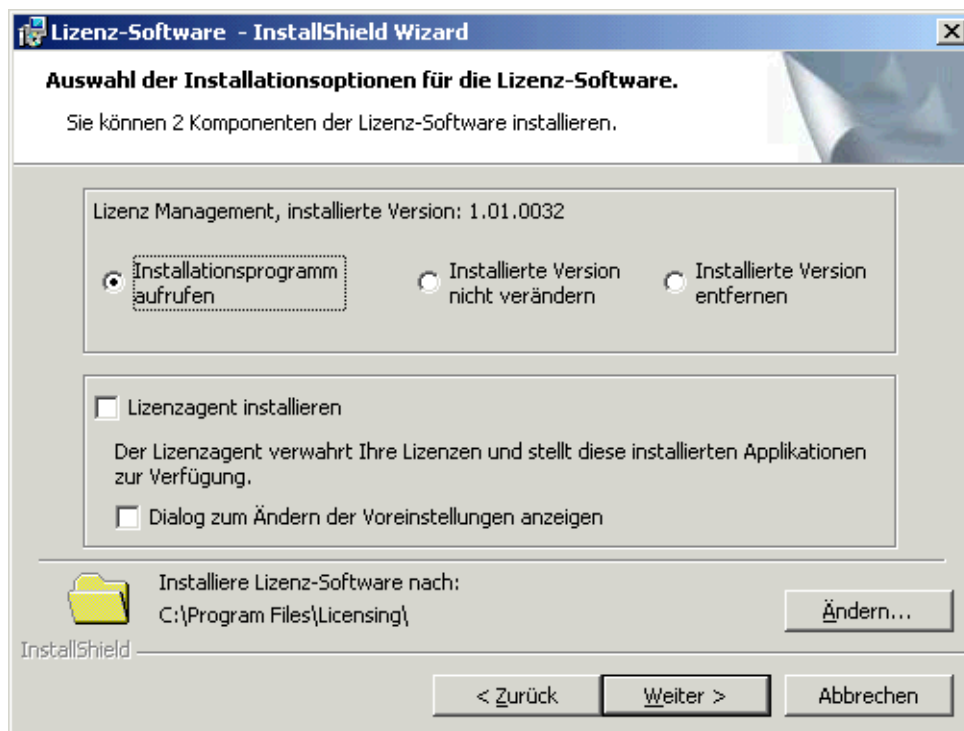 Lizenz-Software - InstallShield Wizard
Auswahl der Installationsoptionen für die Lizenz-Software.
Sie können 2 Komponenten der Lizenz-Software installieren.
Lizenz Management, installierte Version: 1.01.0032
Installationsprogramm
aufrufen
Installierte Version
nicht verändern
Installierte Version
entfernen
Lizenzagent installieren
Der Lizenzagent verwahrt Ihre Lizenzen und stellt diese installierten Applikationen
zur Verfügung.
Dialog zum Ändern der Voreinstellungen anzeigen
Installiere Lizenz-Software nach:
C:\Program Files\Licensing\
Ändern...
InstallShield
< Zurück
Weiter >
Abbrechen